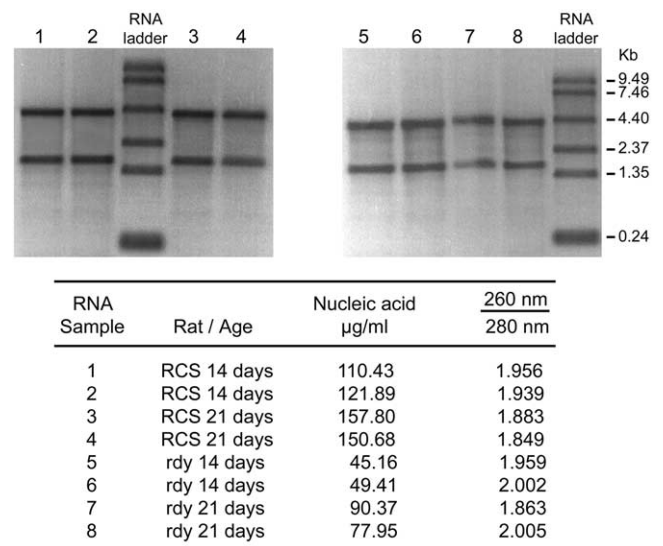 1 2 RNA ladder 3 4
5 6 7 8 RNA ladder
Kb
9.49
7.46
4.40
2.37
1.35
0.24
RNA Sample Rat / Age Nucleic acid µg/ml 260 nm 280 nm
1 RCS 14 days 110.43 1.956
2 RCS 14 days 121.89 1.939
3 RCS 21 days 157.80 1.883
4 RCS 21 days 150.68 1.849
5 rdy 14 days 45.16 1.959
6 rdy 14 days 49.41 2.002
7 rdy 21 days 90.37 1.863
8 rdy 21 days 77.95 2.005